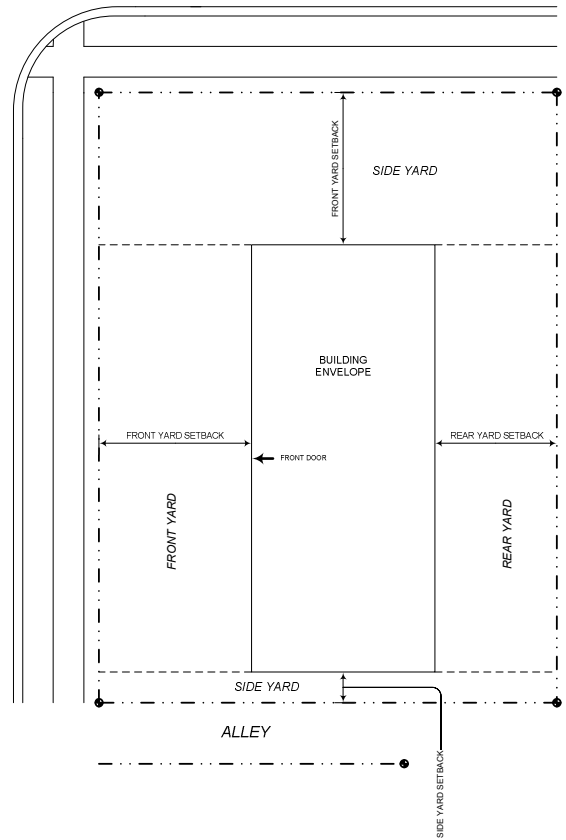 FRONT YARD SETBACK
SIDE YARD
BUILDING
ENVELOPE
FRONT YARD SETBACK
REAR YARD SETBACK
FRONT DOOR
FRONT YARD
REAR YARD
SIDE YARD
ALLEY
SIDE YARD SETBACK